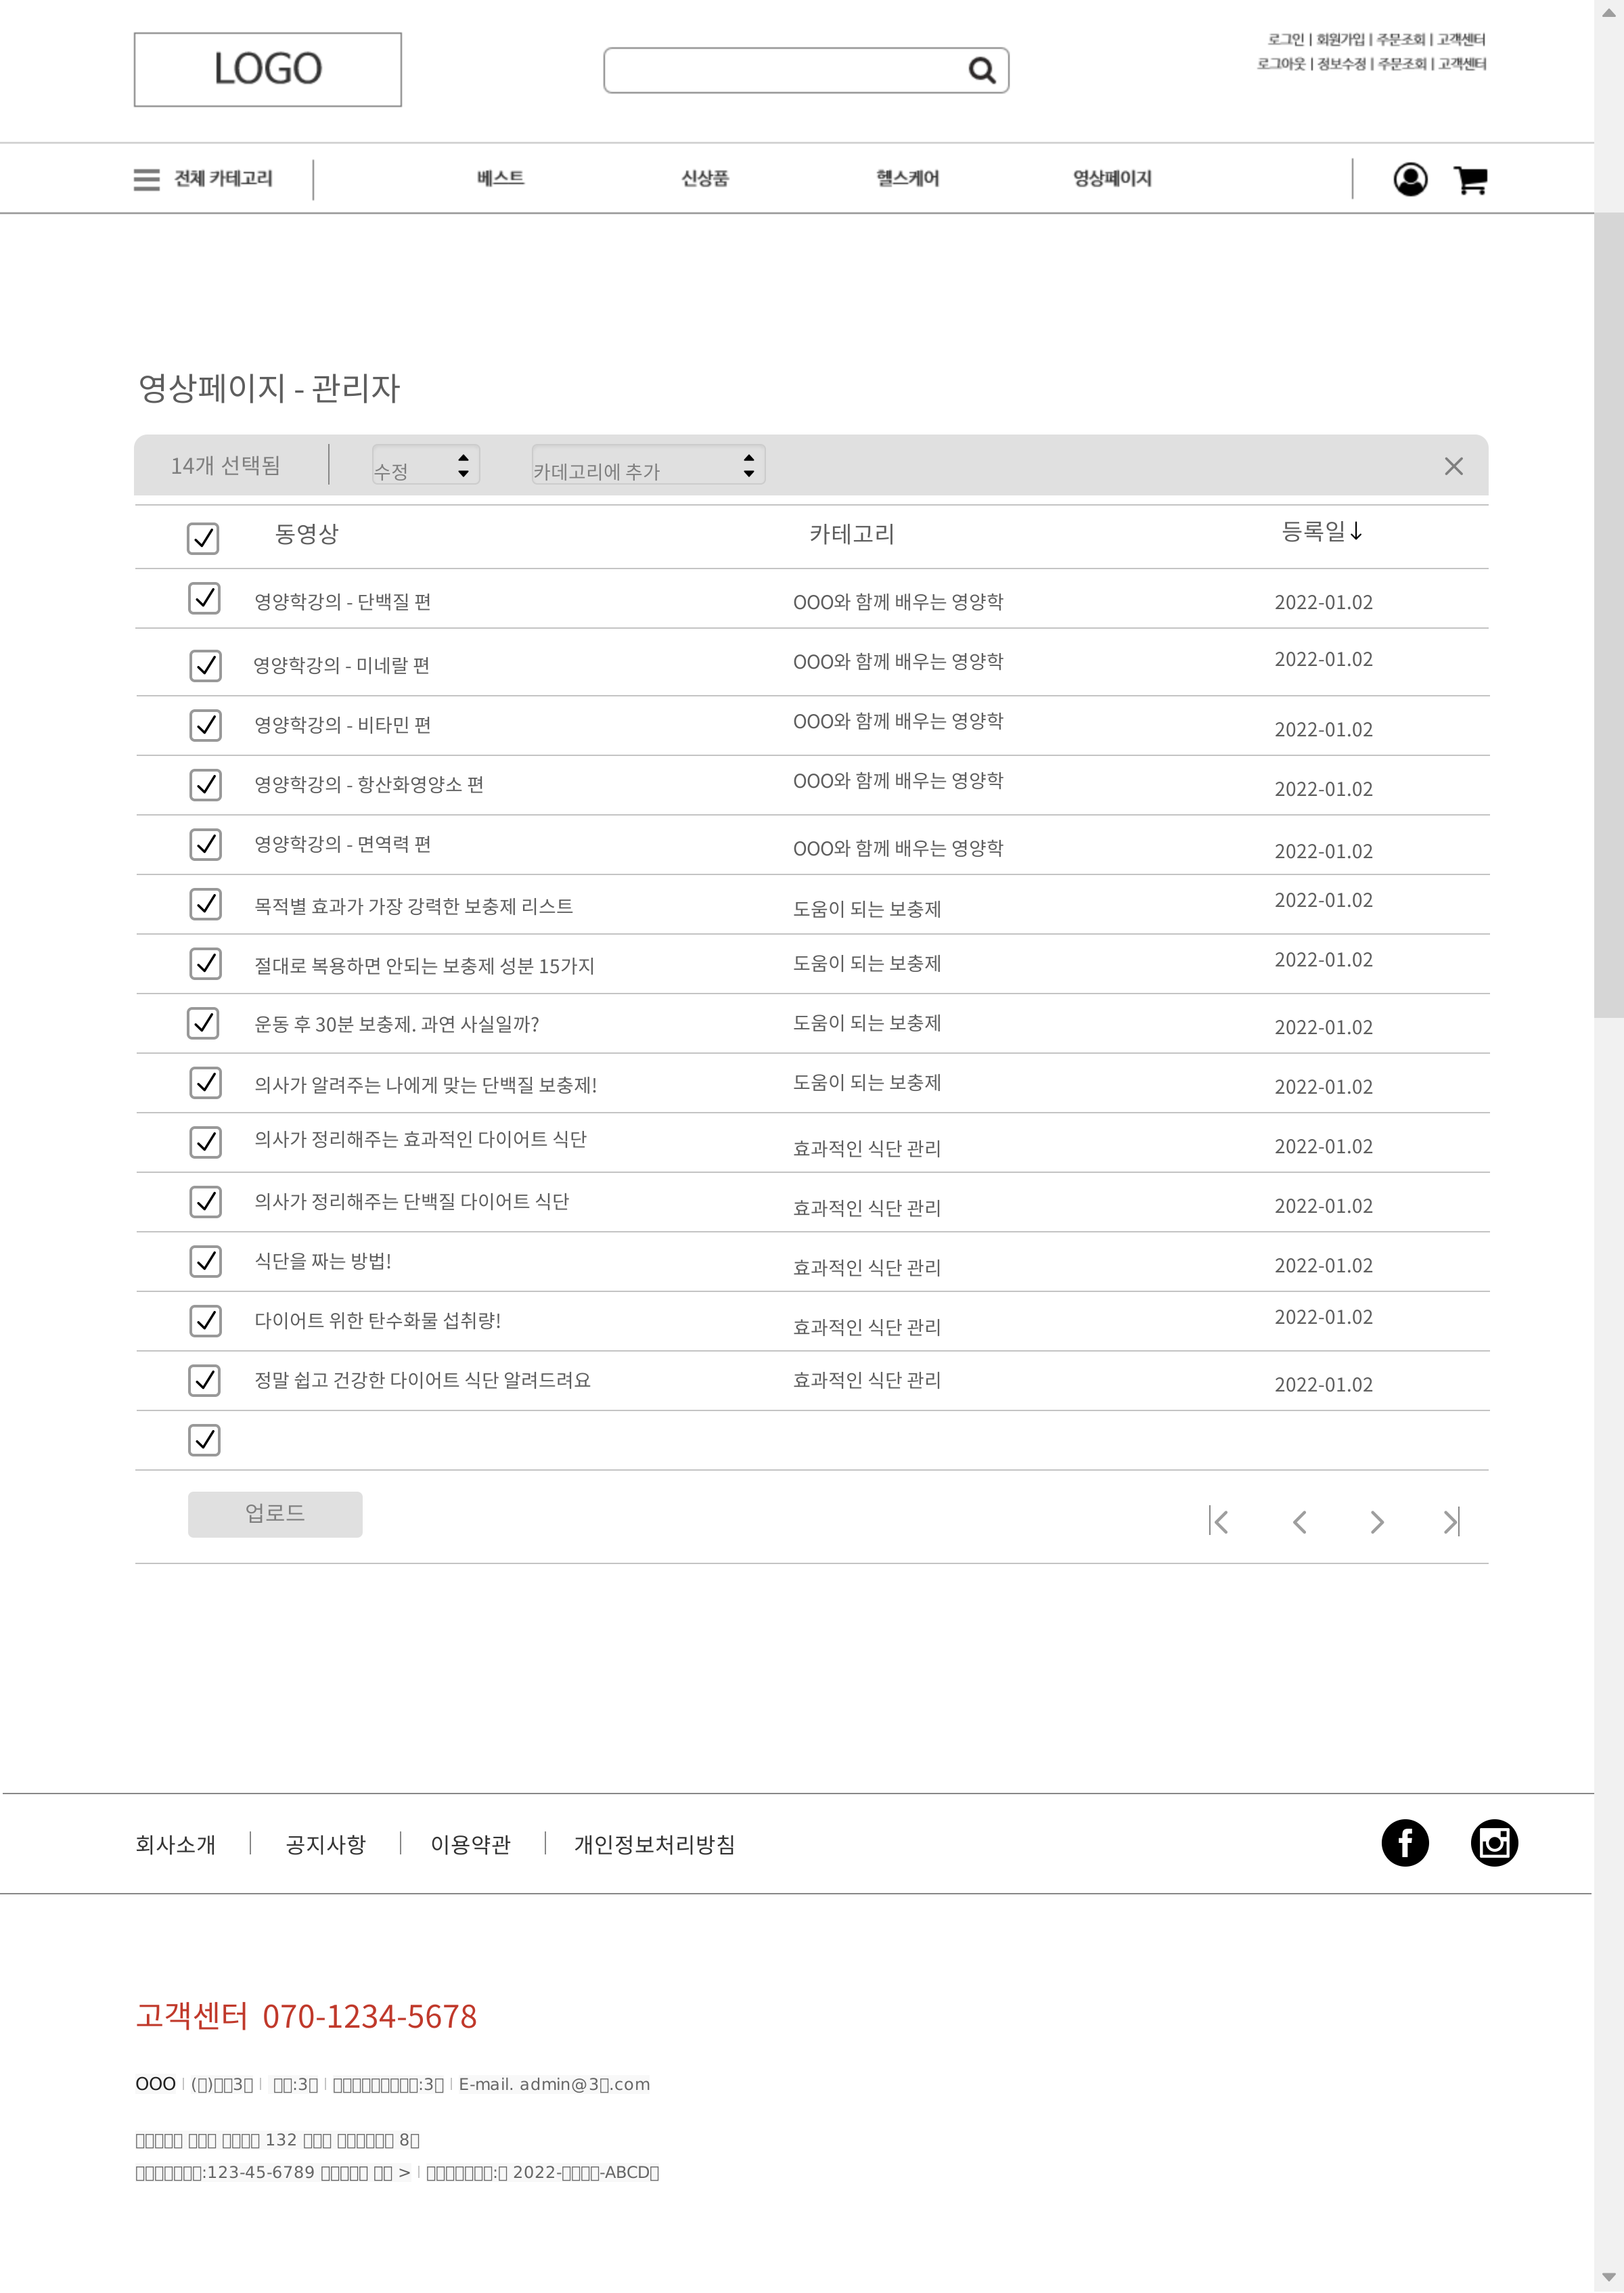 LOGO
로그인 | 회원가입 | 주문조회 | 고객센터
로그아웃 | 정보수정 | 주문조회 | 고객센터
전체 카테고리 베스트 신상품 헬스케어 영상페이지
영상페이지 - 관리자
14개 선택됨 수정 카데고리에 추가
동영상 카테고리 등록일↓
영양학강의 - 단백질 편 OOO와 함께 배우는 영양학 2022-01.02
영양학강의 - 미네랄 편 OOO와 함께 배우는 영양학 2022-01.02
영양학강의 - 비타민 편 OOO와 함께 배우는 영양학 2022-01.02
영양학강의 - 항산화영양소 편 OOO와 함께 배우는 영양학 2022-01.02
영양학강의 - 면역력 편 OOO와 함께 배우는 영양학 2022-01.02
목적별 효과가 가장 강력한 보충제 리스트 도움이 되는 보충제 2022-01.02
절대로 복용하면 안되는 보충제 성분 15가지 도움이 되는 보충제 2022-01.02
운동 후 30분 보충제. 과연 사실일까? 도움이 되는 보충제 2022-01.02
의사가 알려주는 나에게 맞는 단백질 보충제! 도움이 되는 보충제 2022-01.02
의사가 정리해주는 효과적인 다이어트 식단 효과적인 식단 관리 2022-01.02
의사가 정리해주는 단백질 다이어트 식단 효과적인 식단 관리 2022-01.02
식단을 짜는 방법! 효과적인 식단 관리 2022-01.02
다이어트 위한 탄수화물 섭취량! 효과적인 식단 관리 2022-01.02
정말 쉽고 건강한 다이어트 식단 알려드려요 효과적인 식단 관리 2022-01.02
업로드
회사소개 공지사항 이용약관 개인정보처리방침
고객센터 070-1234-5678
OOO E-mail.
132
123-45-6789 >